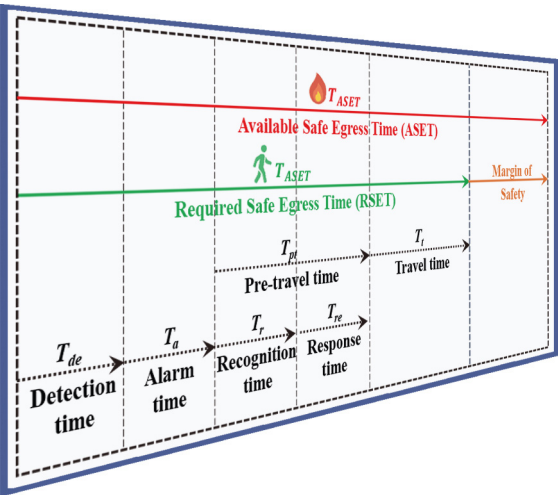 T_ASET
Available Safe Egress Time (ASET)
T_ASET
Required Safe Egress Time (RSET)
Margin of
Safety
T_pt
Pre-travel time
T_t
Travel time
T_de
Detection
time
T_a
Alarm
time
T_r
Recognition
time
T_re
Response
time